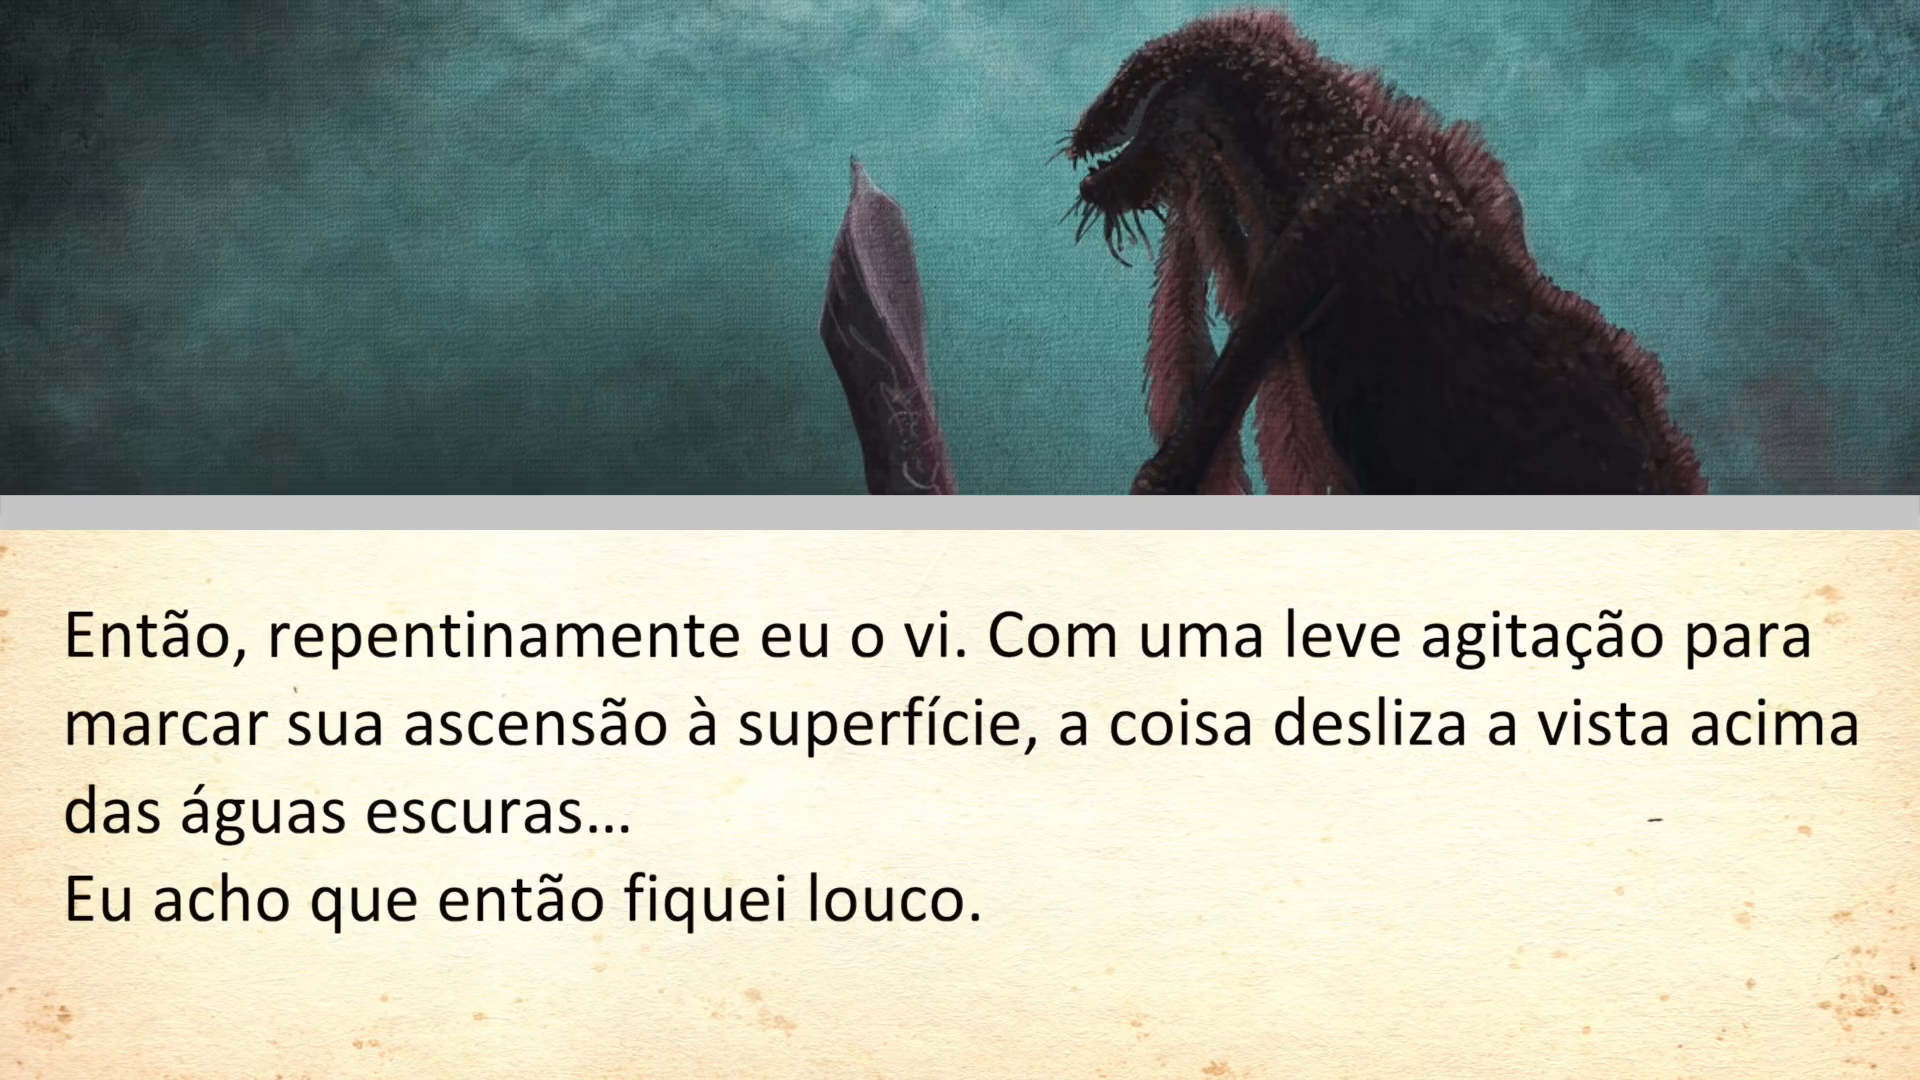 Então, repentinamente eu o vi. Com uma leve agitação para
marcar sua ascensão à superfície, a coisa desliza a vista acima
das águas escuras...
Eu acho que então fiquei louco.